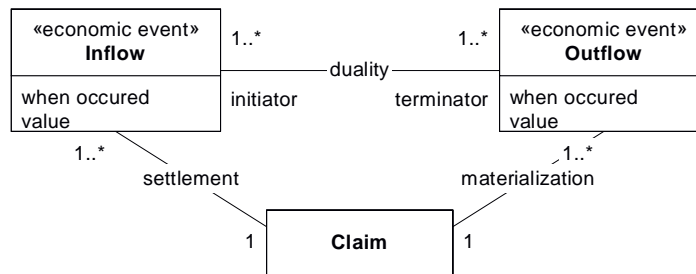 «economic event»
Inflow
when occured
value
1..*
1..*
duality
initiator
terminator
«economic event»
Outflow
when occured
value
1..*
1..*
settlement
materialization
1
Claim
1